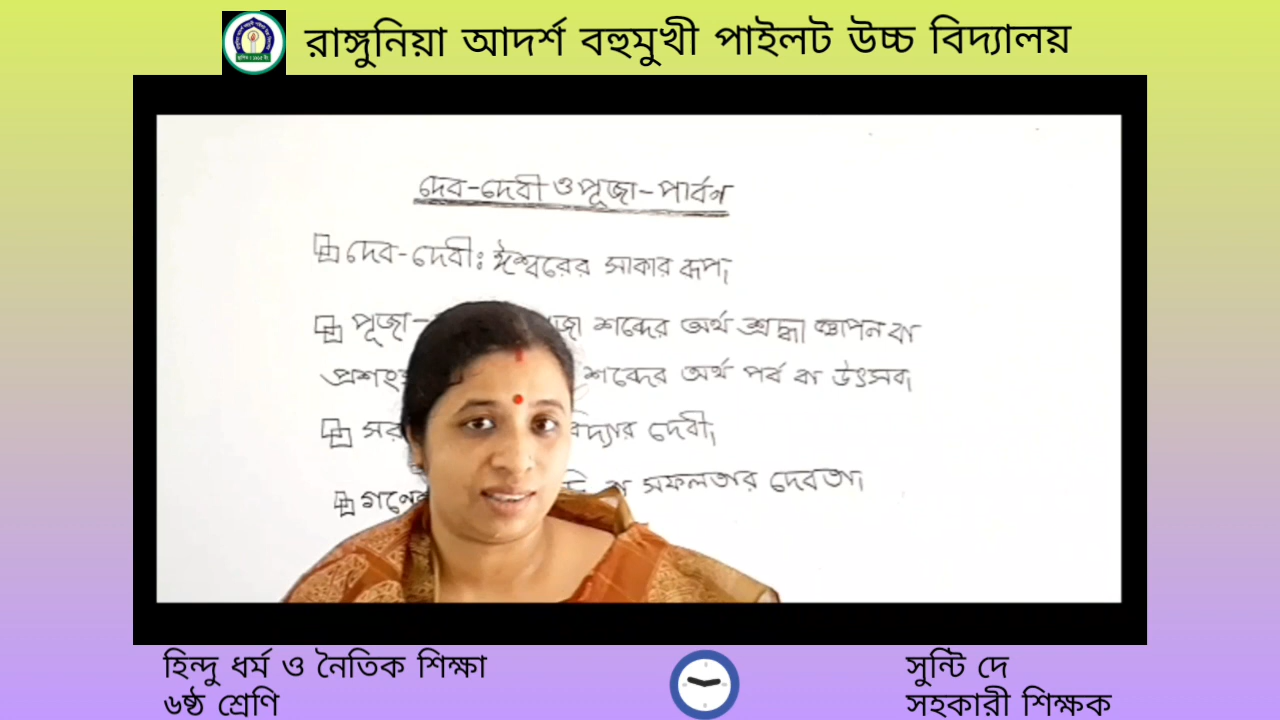 রাঙ্গুনিয়া আদর্শ বহুমুখী পাইলট উচ্চ বিদ্যালয়
দেব-দেবী ও পূজা-পার্বণ
দেব-দেবীঃ ঈশ্বরের সাকার রূপ।
পূজা- শব্দের অর্থ শ্রদ্ধা জ্ঞাপন বা
শব্দের অর্থ পর্ব বা উৎসব।
বিদ্যার দেবী।
বা সফলতার দেবতা।
হিন্দু ধর্ম ও নৈতিক শিক্ষা
৬ষ্ঠ শ্রেণি
সুন্টি দে
সহকারী শিক্ষক